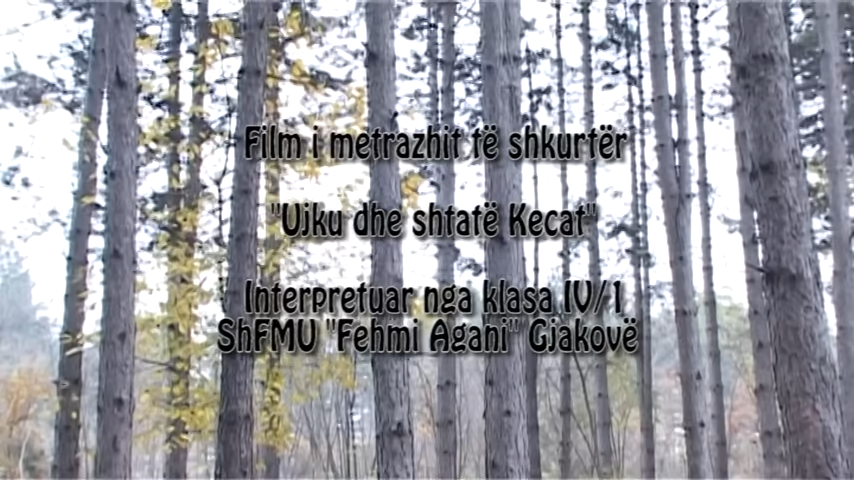 Film i metrazhit të shkurtër
"Ujku dhe shtatë Kecat"
Interpretuar nga klasa IV/1
ShFMU "Fehmi Agani" Gjakovë